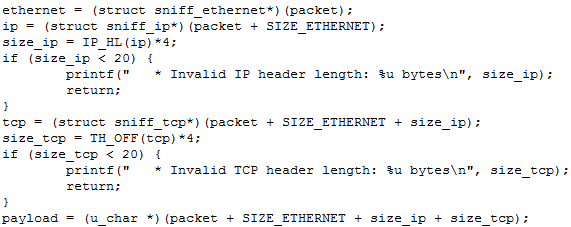 ethernet = (struct sniff_ethernet*)(packet);
ip = (struct sniff_ip*)(packet + SIZE_ETHERNET);
size_ip = IP_HL(ip)*4;
if (size_ip < 20) {
        printf("   * Invalid IP header length: %u bytes\n", size_ip);
        return;
}
tcp = (struct sniff_tcp*)(packet + SIZE_ETHERNET + size_ip);
size_tcp = TH_OFF(tcp)*4;
if (size_tcp < 20) {
        printf("   * Invalid TCP header length: %u bytes\n", size_tcp);
        return;
}
payload = (u_char *)(packet + SIZE_ETHERNET + size_ip + size_tcp);